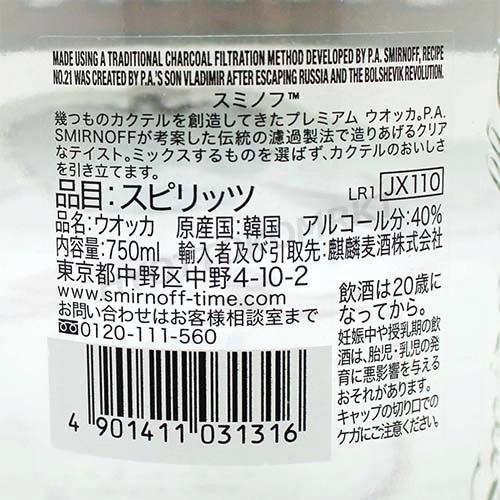 MADE USING A TRADITIONAL CHARCOAL FILTRATION METHOD DEVELOPED BY P.A. SMIRNOFF, RECIPE
NO.21 WAS CREATED BY P.A.'S SON VLADIMIR AFTER ESCAPING RUSSIA AND THE BOLSHEVIK REVOLUTION.
スミノフ™
幾つものカクテルを創造してきたプレミアム ウオッカ。P.A.
SMIRNOFFが考案した伝統の濾過製法で造りあげるクリア
なテイスト。ミックスするものを選ばず、カクテルのおいしさ
を引き立てます。
品目：スピリッツ
LR1 JX110
品名：ウオッカ 原産国：韓国 アルコール分：40%
内容量：750ml 輸入者及び引取先：麒麟麦酒株式会社
東京都中野区中野4-10-2
www.smirnoff-time.com
お問い合わせはお客様相談室まで
0120-111-560
4 901411 031316
飲酒は20歳に
なってから。
妊娠中や授乳期の飲
酒は、胎児・乳児の発
育に悪影響を与える
おそれがあります。
キャップの切り口での
ケガにご注意ください。